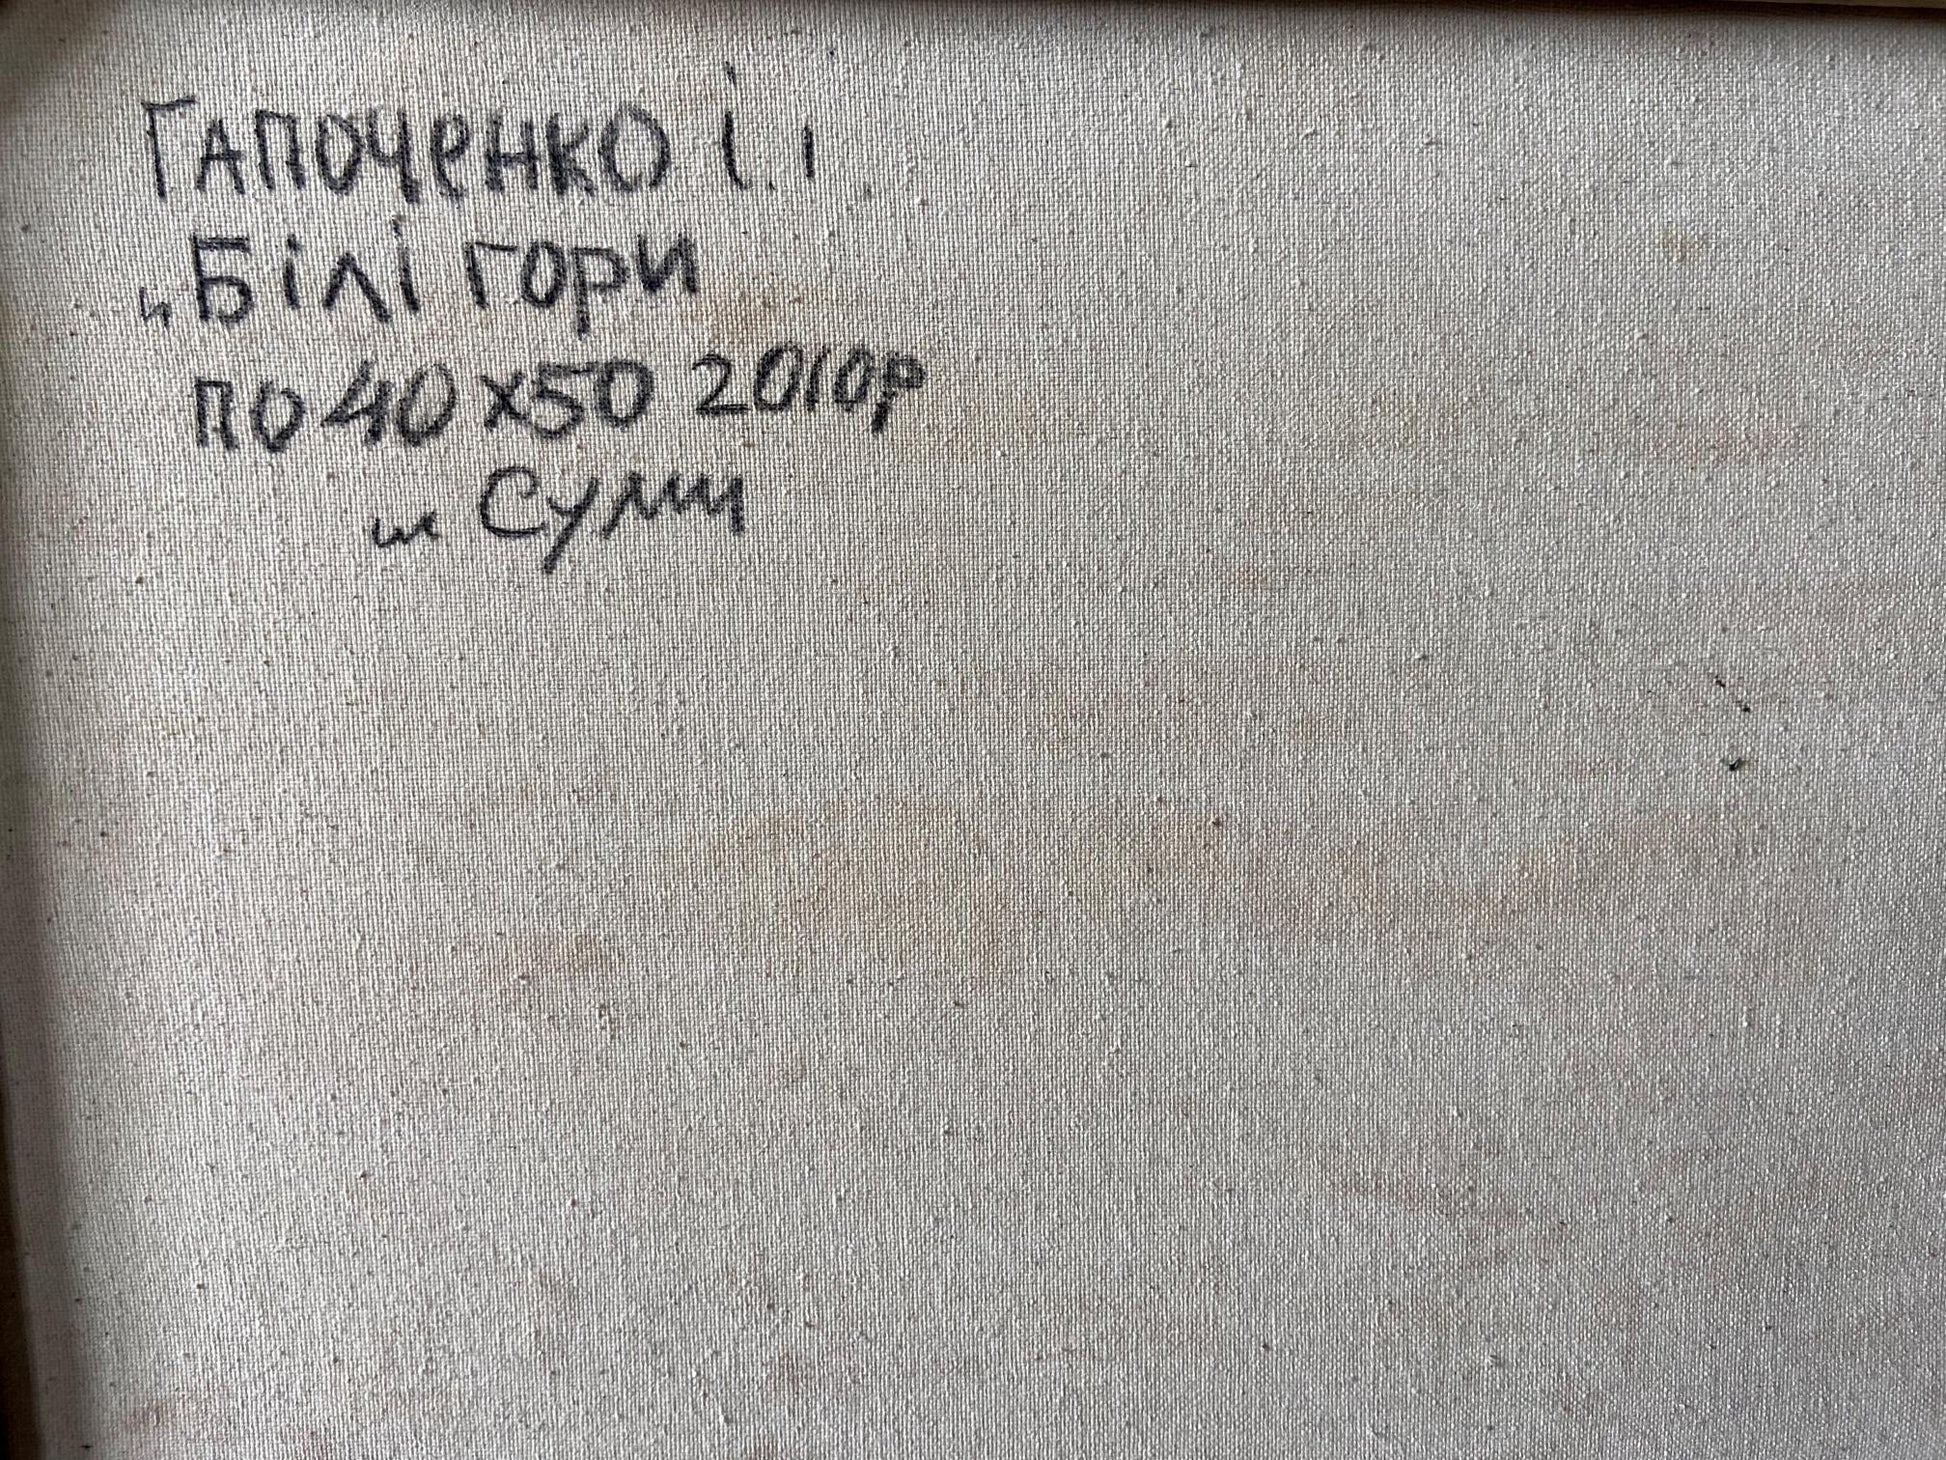 Гапоченко І.І
„Білі гори
ПО 40х50 2010р
м Суми